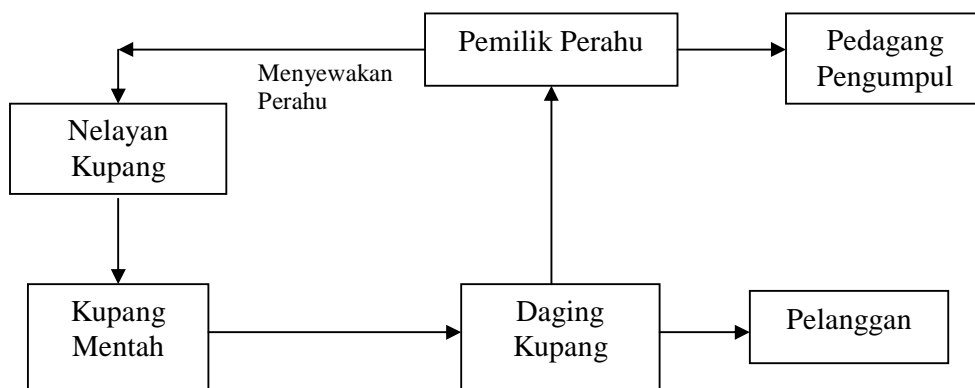 Pemilik Perahu
Pedagang
Pengumpul
Menyewakan
Perahu
Nelayan
Kupang
Kupang
Mentah
Daging
Kupang
Pelanggan